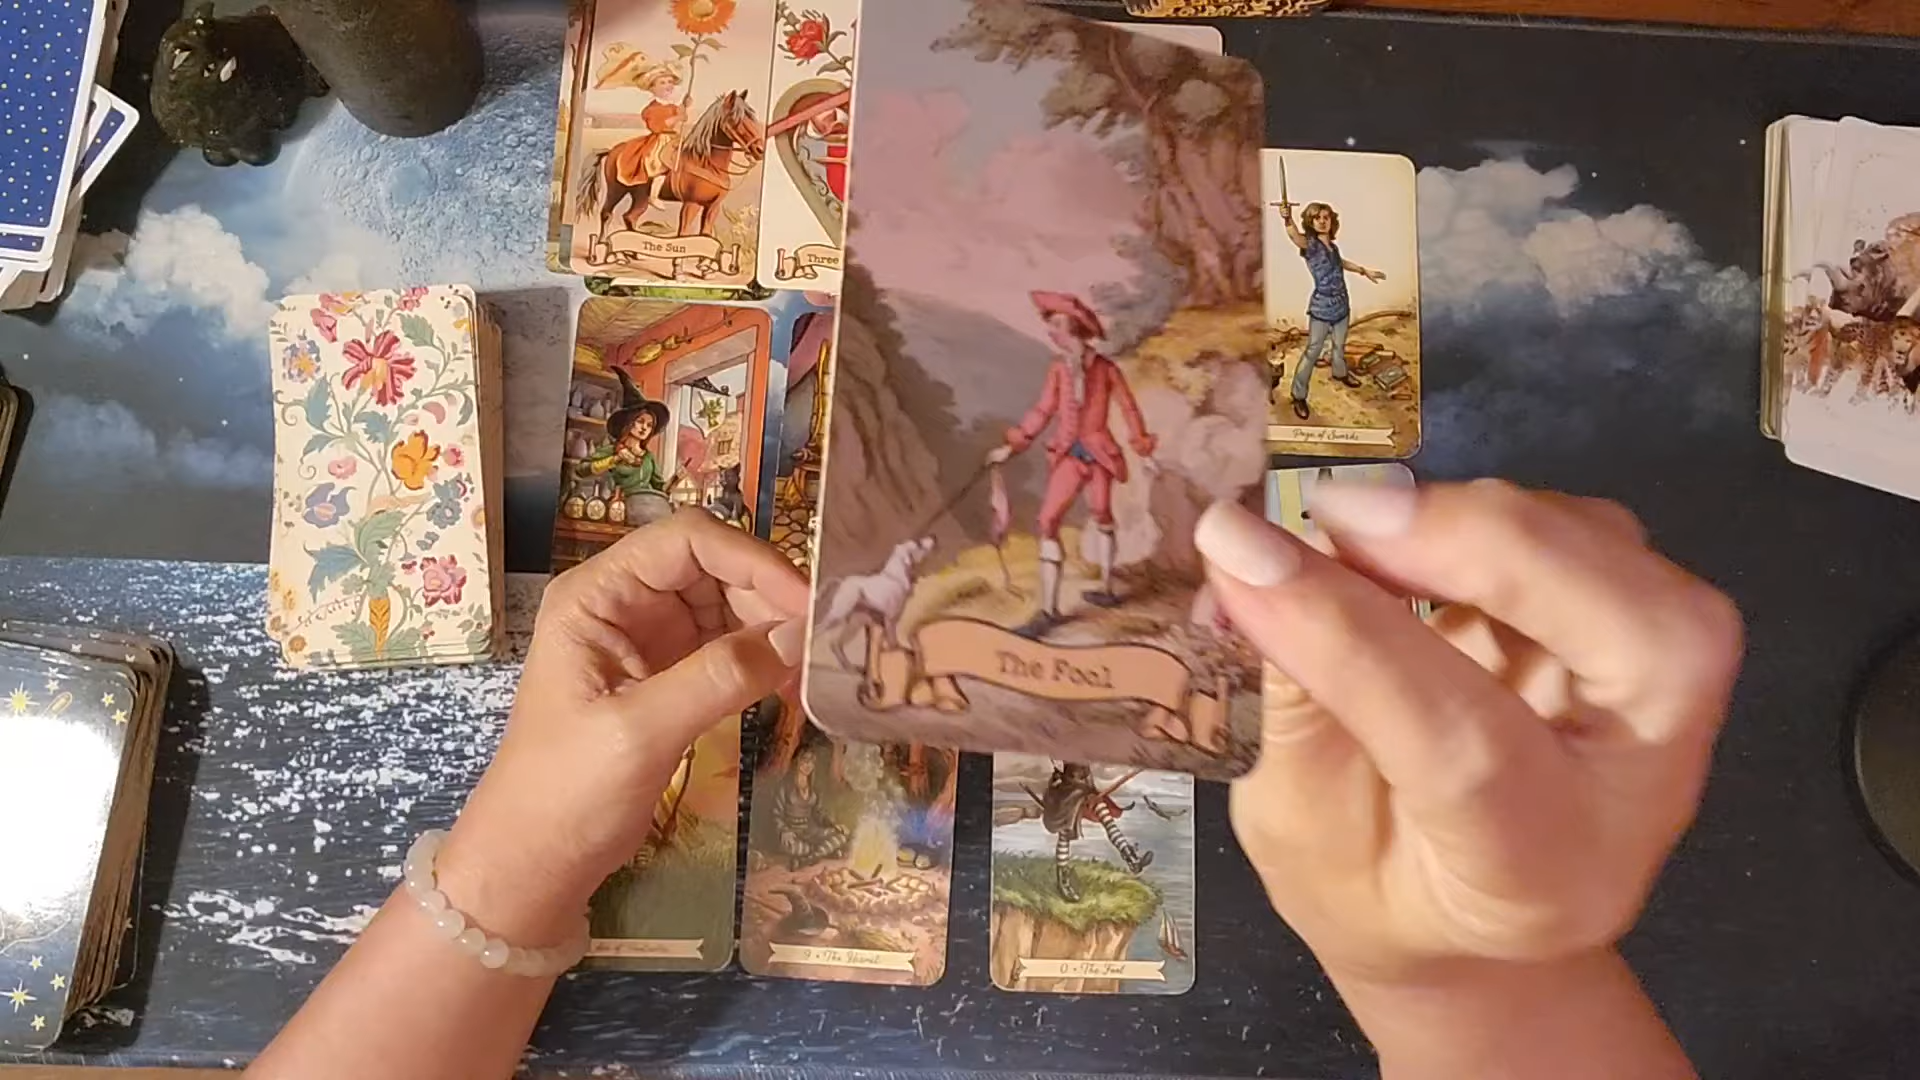 The Sun
Three
Page of Swords
The Fool
9 • The Hermit
0 • The Fool